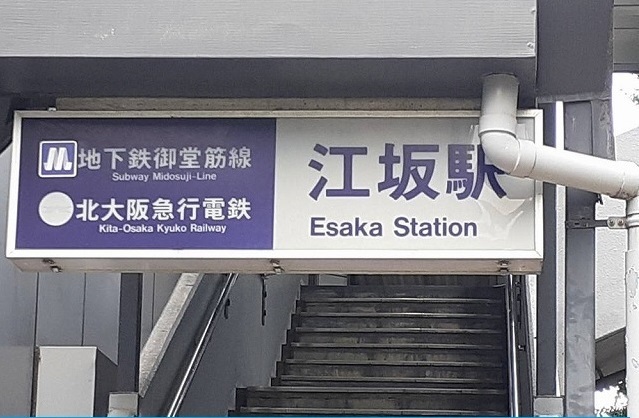 地下鉄御堂筋線
Subway Midosuji-Line
北大阪急行電鉄
Kita-Osaka Kyuko Railway
江坂駅
Esaka Station